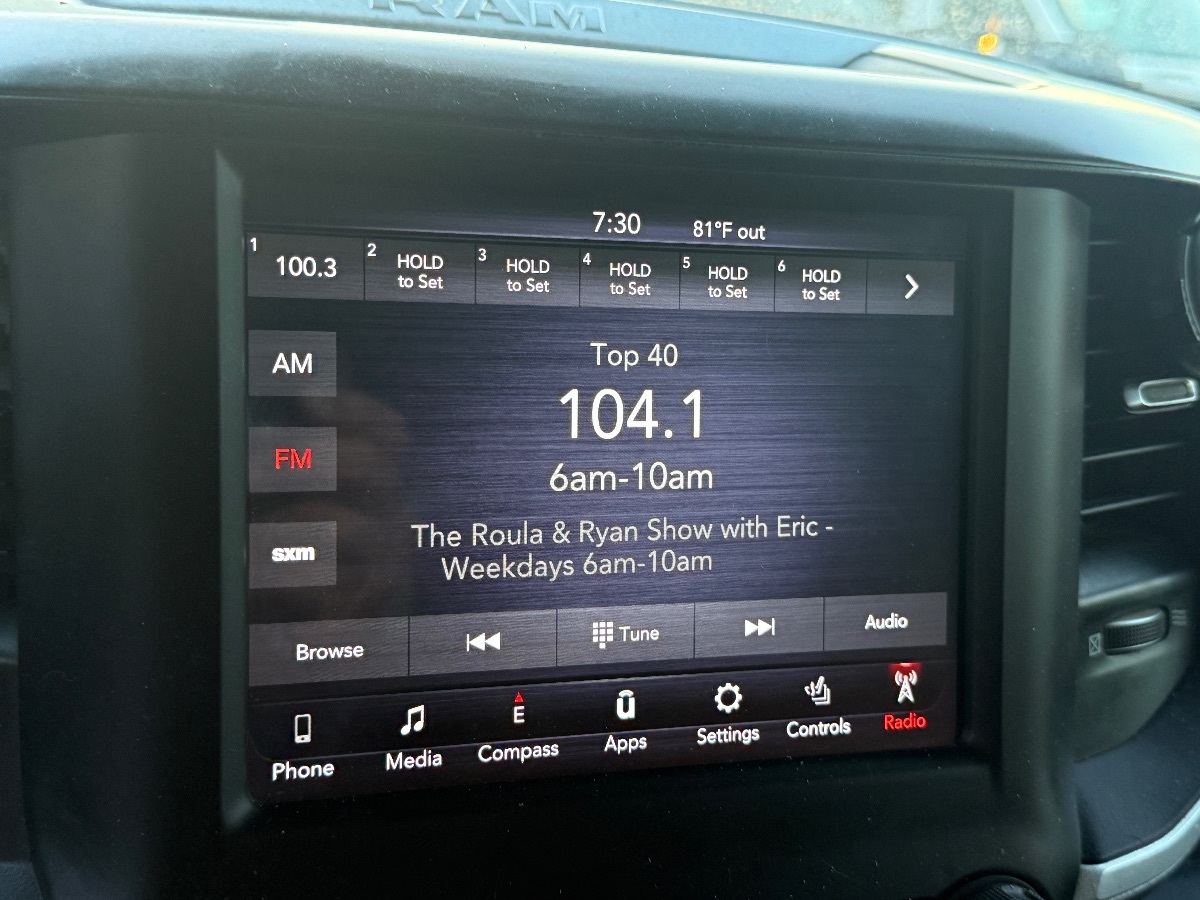 RAM
7:30 81°F out
1 100.3 2 HOLD to Set 3 HOLD to Set 4 HOLD to Set 5 HOLD to Set 6 HOLD to Set
AM
Top 40
104.1
FM
6am-10am
The Roula & Ryan Show with Eric -
Weekdays 6am-10am
sxm
Browse Tune Audio
E
Phone Media Compass Apps Settings Controls Radio